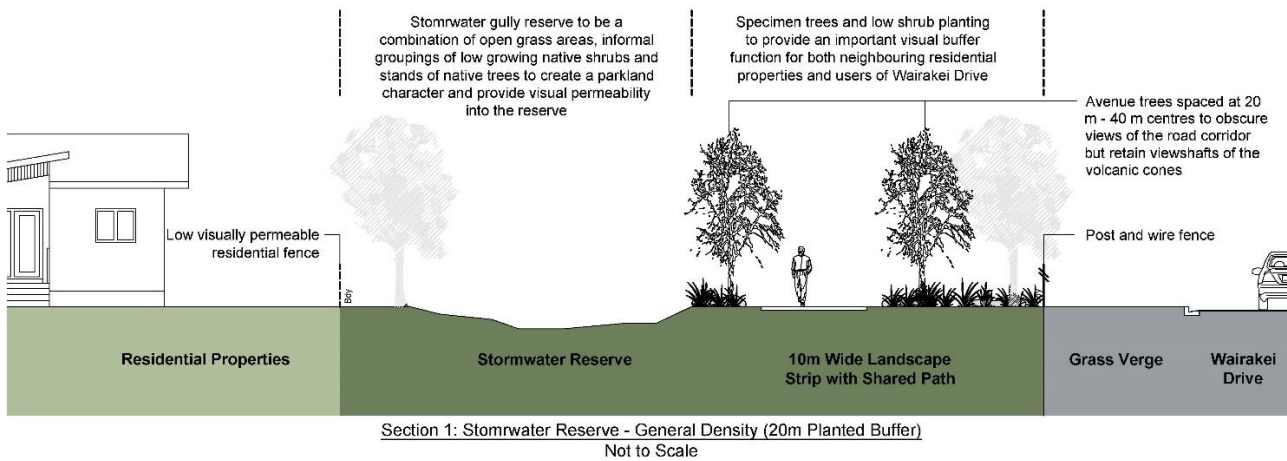 Stomrwater gully reserve to be a
combination of open grass areas, informal
groupings of low growing native shrubs and
stands of native trees to create a parkland
character and provide visual permeability
into the reserve
Specimen trees and low shrub planting
to provide an important visual buffer
function for both neighbouring residential
properties and users of Wairakei Drive
Avenue trees spaced at 20
m - 40 m centres to obscure
views of the road corridor
but retain viewshafts of the
volcanic cones
Low visually permeable
residential fence
Bdy
Post and wire fence
Residential Properties
Stormwater Reserve
10m Wide Landscape
Strip with Shared Path
Grass Verge
Wairakei
Drive
Section 1: Stomrwater Reserve - General Density (20m Planted Buffer)
Not to Scale